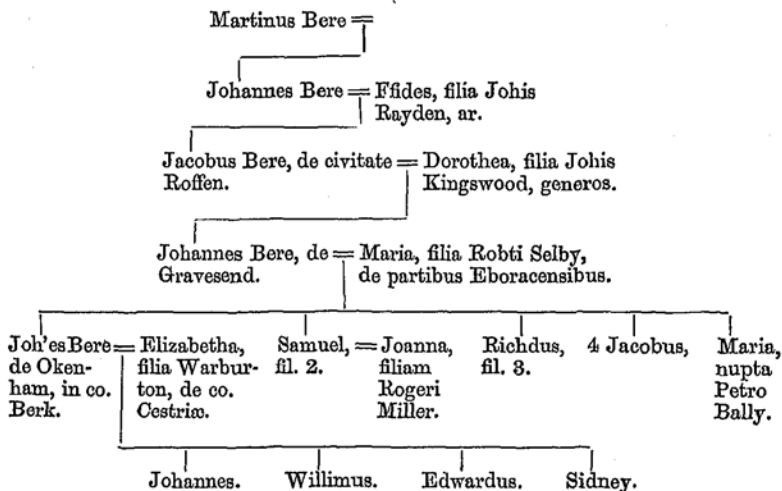 Martinus Bere =
Johannes Bere = Ffides, filia Johis
Rayden, ar.
Jacobus Bere, de civitate = Dorothea, filia Johis
Roffen. Kingswood, generos.
Johannes Bere, de = Maria, filia Robti Selby,
Gravesend. de partibus Eboracensibus.
Joh'es Bere = Elizabetha, Samuel, = Joanna, Richdus, 4 Jacobus, Maria,
de Oken- filia Warbur- fil. 2. filiam fil. 3. nupta
ham, in co. ton, de co. Rogeri Petro
Berk. Cestriæ. Miller. Bally.
Johannes. Willimus. Edwardus. Sidney.